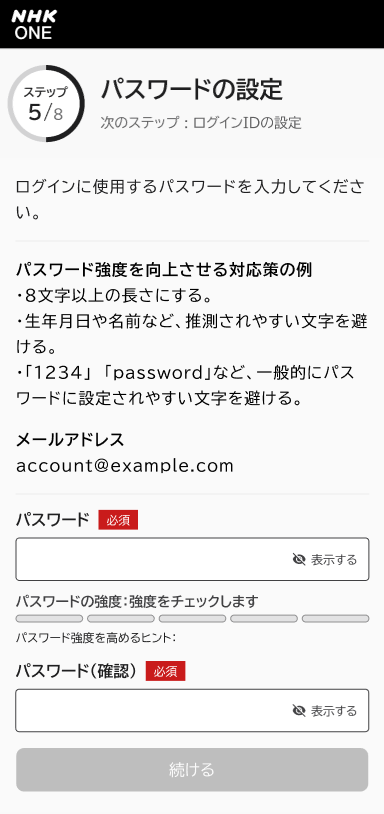 NHK
ONE
ステップ
5/8
パスワードの設定
次のステップ：ログインIDの設定
ログインに使用するパスワードを入力してくださ
い。
パスワード強度を向上させる対応策の例
・8文字以上の長さにする。
・生年月日や名前など、推測されやすい文字を避
ける。
・「1234」「password」など、一般的にパス
ワードに設定されやすい文字を避ける。
メールアドレス
account@example.com
パスワード 必須
表示する
パスワードの強度：強度をチェックします
パスワード強度を高めるヒント：
パスワード（確認） 必須
表示する
続ける